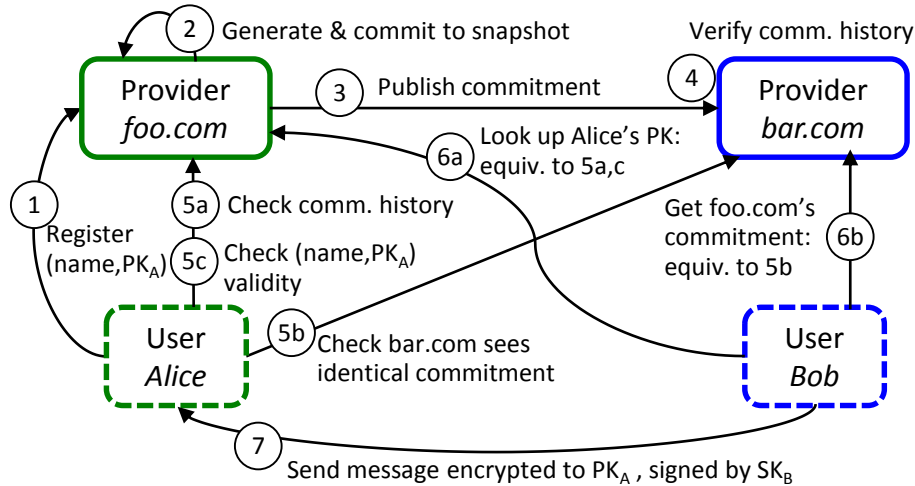 2
Generate & commit to snapshot
Verify comm. history
Provider
foo.com
3
Publish commitment
4
Provider
bar.com
1
Register
(name,PKA)
5a
Check comm. history
5c
Check (name,PKA)
validity
6a
Look up Alice's PK:
equiv. to 5a,c
Get foo.com's
commitment:
equiv. to 5b
6b
User
Alice
5b
Check bar.com sees
identical commitment
User
Bob
7
Send message encrypted to PKA , signed by SKB